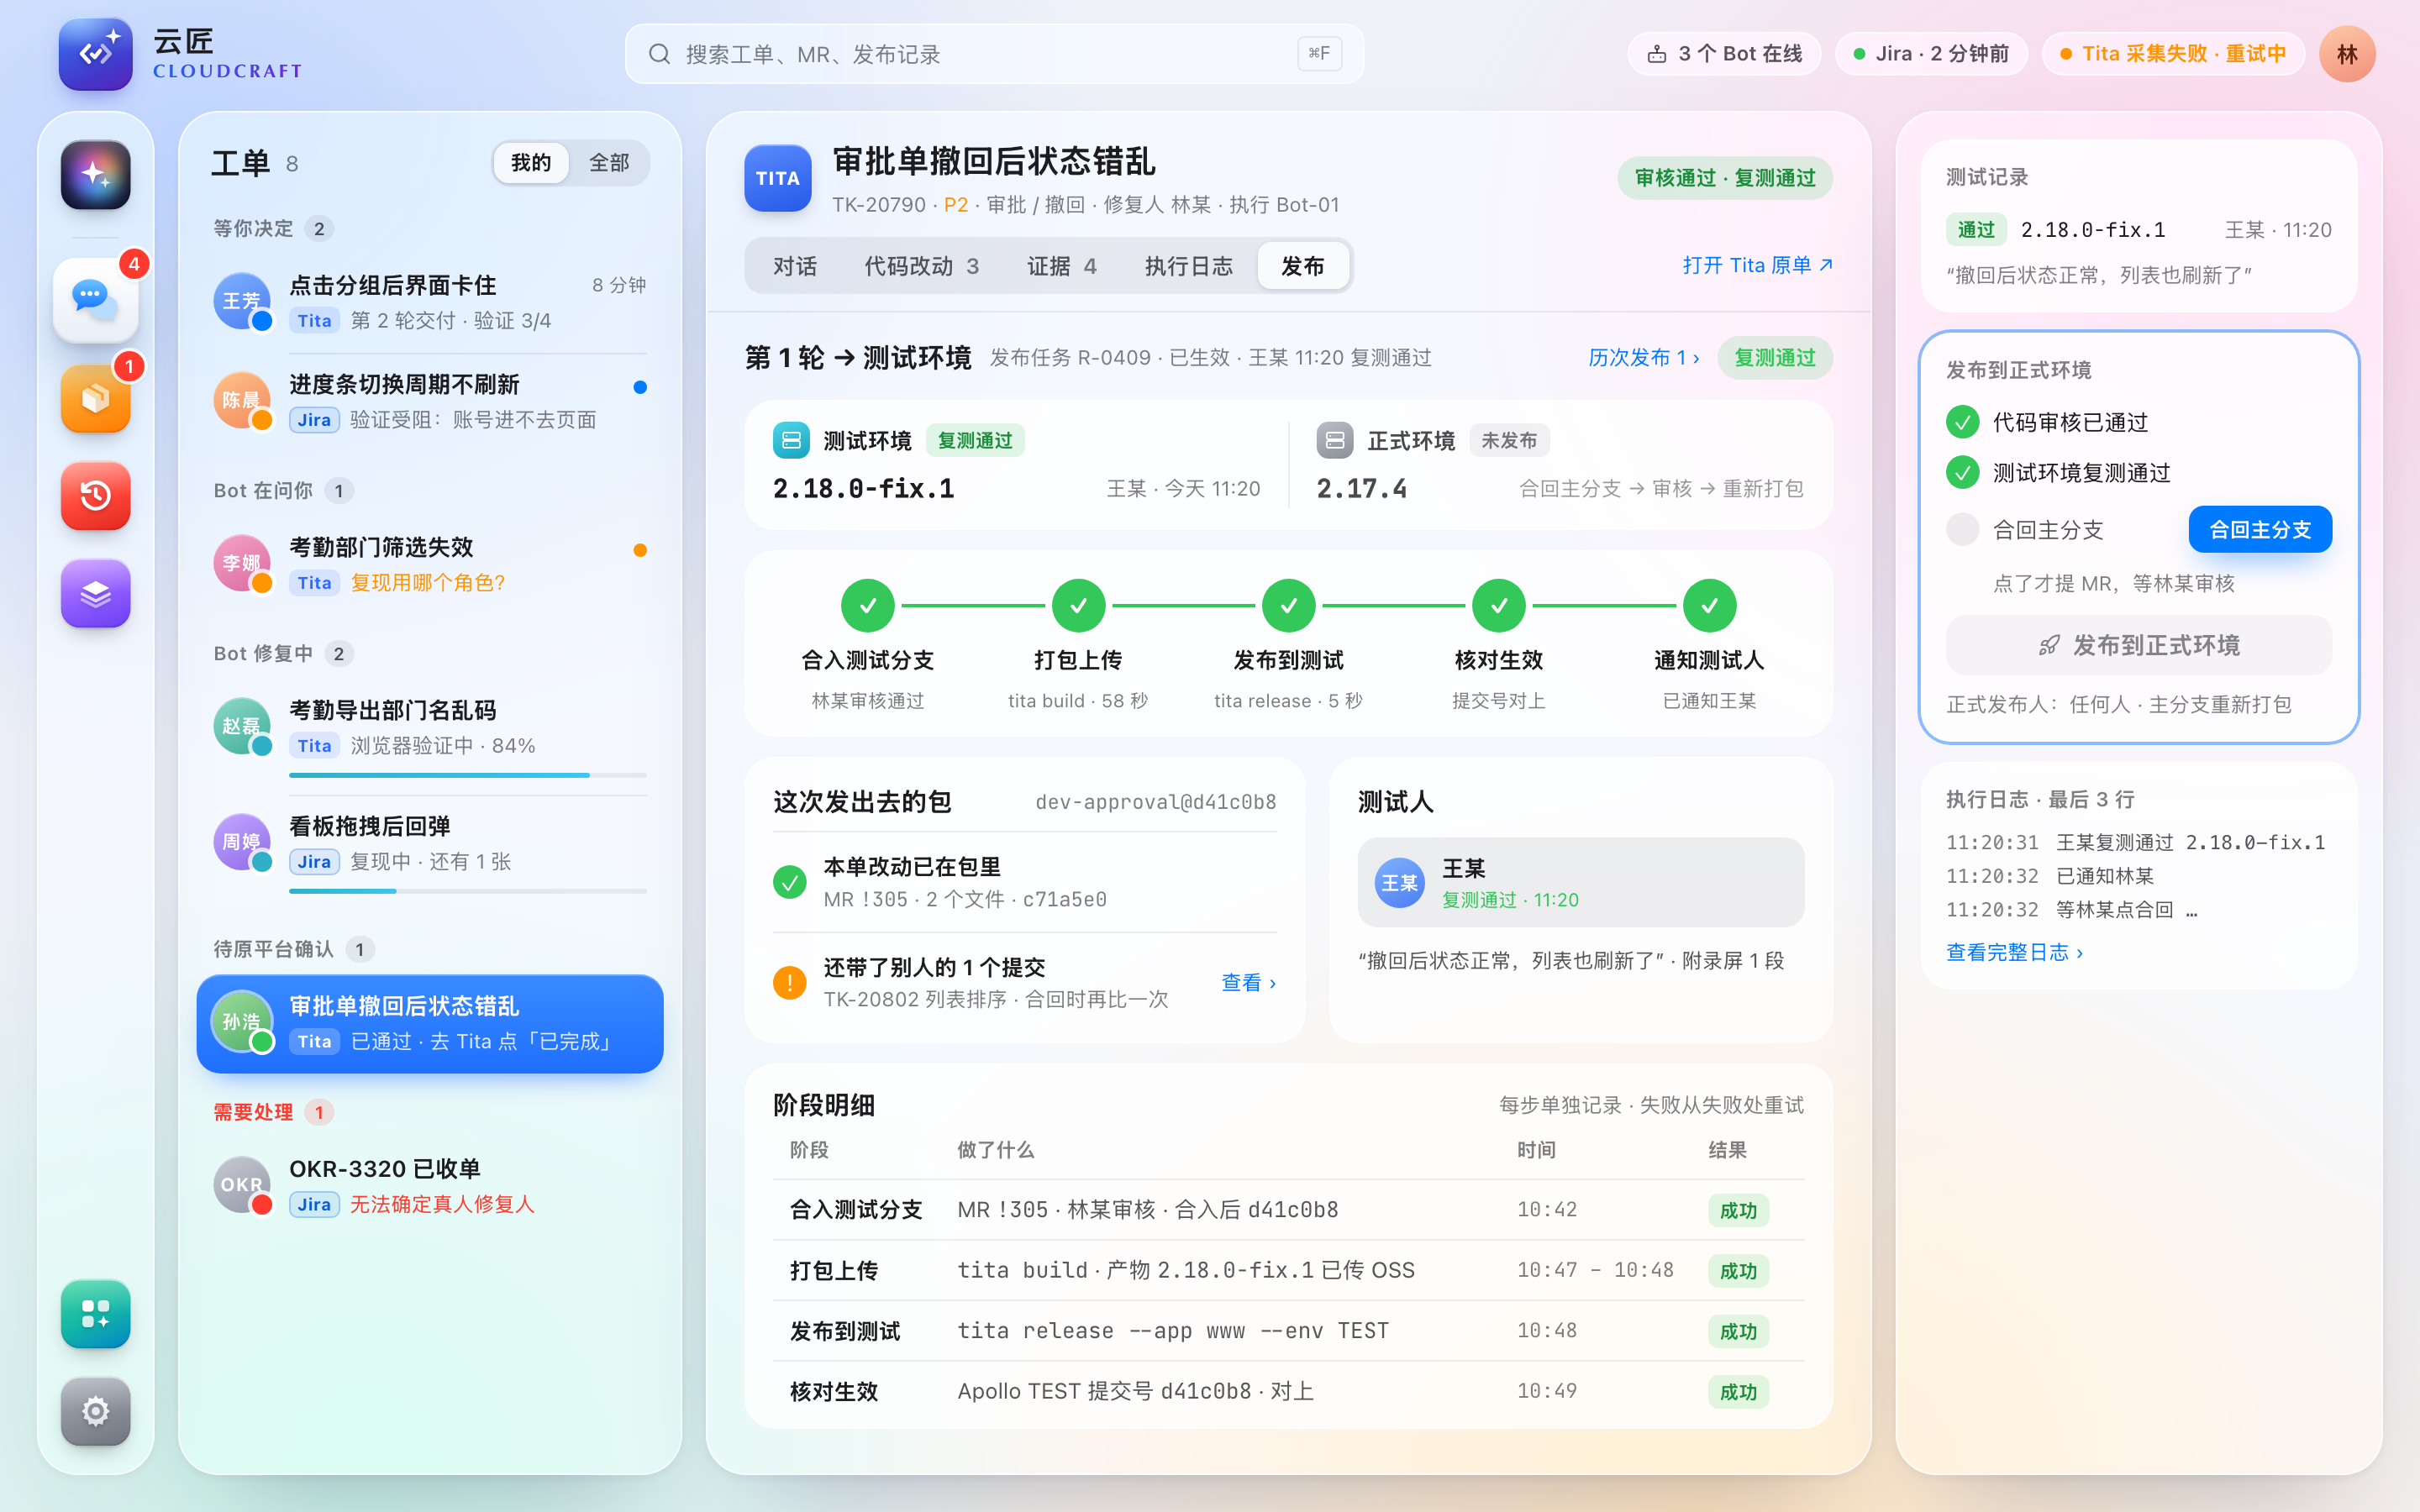 云匠
CLOUDCRAFT
搜索工单、MR、发布记录
⌘F
3 个 Bot 在线
Jira · 2 分钟前
Tita 采集失败 · 重试中
林
4
1
工单 8
我的
全部
等你决定 2
王芳
点击分组后界面卡住
8 分钟
Tita 第 2 轮交付 · 验证 3/4
陈晨
进度条切换周期不刷新
Jira 验证受阻：账号进不去页面
Bot 在问你 1
李娜
考勤部门筛选失效
Tita 复现用哪个角色？
Bot 修复中 2
赵磊
考勤导出部门名乱码
Tita 浏览器验证中 · 84%
周婷
看板拖拽后回弹
Jira 复现中 · 还有 1 张
待原平台确认 1
孙浩
审批单撤回后状态错乱
Tita 已通过 · 去 Tita 点「已完成」
需要处理 1
OKR
OKR-3320 已收单
Jira 无法确定真人修复人
TITA
审批单撤回后状态错乱
TK-20790 · P2 · 审批 / 撤回 · 修复人 林某 · 执行 Bot-01
审核通过 · 复测通过
对话
代码改动 3
证据 4
执行日志
发布
打开 Tita 原单 ↗
第 1 轮 → 测试环境
发布任务 R-0409 · 已生效 · 王某 11:20 复测通过
历次发布 1 ›
复测通过
测试环境 复测通过
2.18.0-fix.1
王某 · 今天 11:20
正式环境 未发布
2.17.4
合回主分支 → 审核 → 重新打包
合入测试分支
林某审核通过
打包上传
tita build · 58 秒
发布到测试
tita release · 5 秒
核对生效
提交号对上
通知测试人
已通知王某
这次发出去的包
dev-approval@d41c0b8
本单改动已在包里
MR !305 · 2 个文件 · c71a5e0
还带了别人的 1 个提交
TK-20802 列表排序 · 合回时再比一次
查看 ›
测试人
王某
王某
复测通过 · 11:20
“撤回后状态正常，列表也刷新了” · 附录屏 1 段
阶段明细
每步单独记录 · 失败从失败处重试
阶段 做了什么 时间 结果
合入测试分支 MR !305 · 林某审核 · 合入后 d41c0b8 10:42 成功
打包上传 tita build · 产物 2.18.0-fix.1 已传 OSS 10:47 – 10:48 成功
发布到测试 tita release --app www --env TEST 10:48 成功
核对生效 Apollo TEST 提交号 d41c0b8 · 对上 10:49 成功
测试记录
通过 2.18.0-fix.1 王某 · 11:20
“撤回后状态正常，列表也刷新了”
发布到正式环境
代码审核已通过
测试环境复测通过
合回主分支
合回主分支
点了才提 MR，等林某审核
发布到正式环境
正式发布人：任何人 · 主分支重新打包
执行日志 · 最后 3 行
11:20:31 王某复测通过 2.18.0-fix.1
11:20:32 已通知林某
11:20:32 等林某点合回 …
查看完整日志 ›